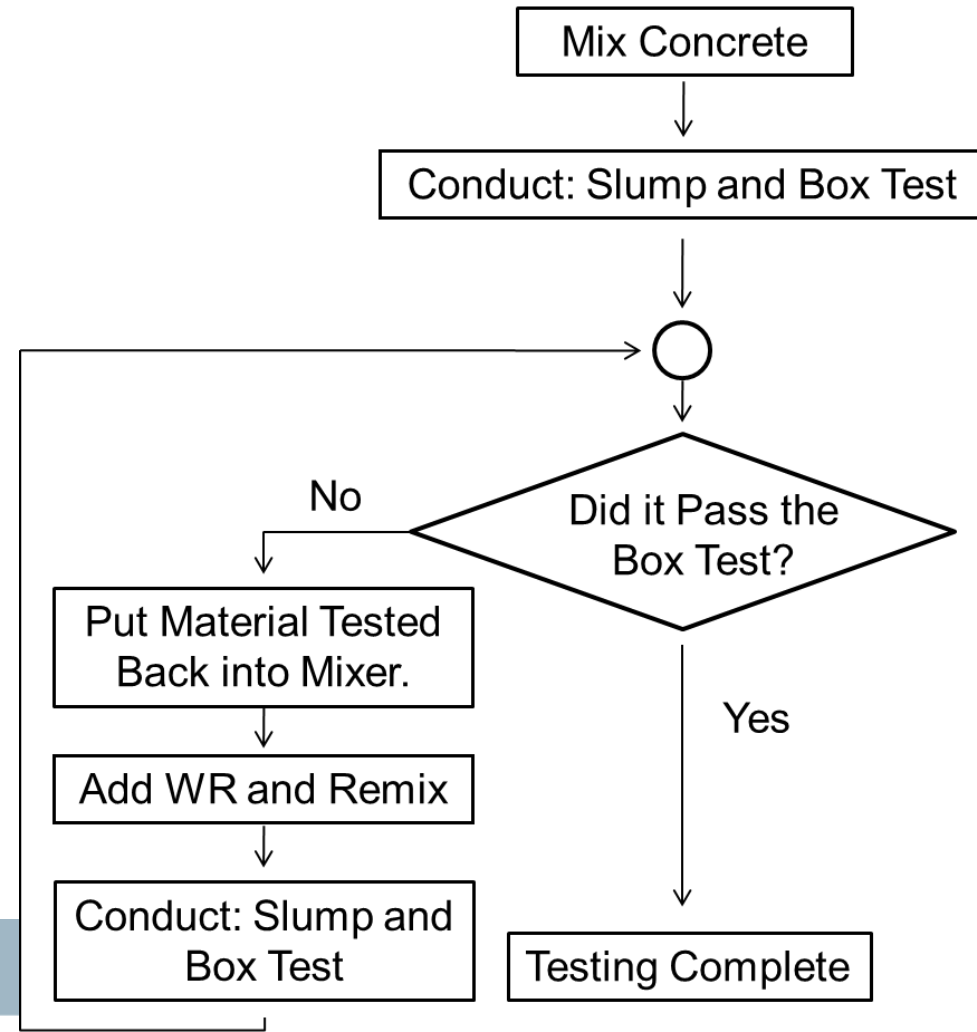 Mix Concrete
Conduct: Slump and Box Test
No
Did it Pass the
Box Test?
Put Material Tested
Back into Mixer.
Yes
Add WR and Remix
Conduct: Slump and
Box Test
Testing Complete